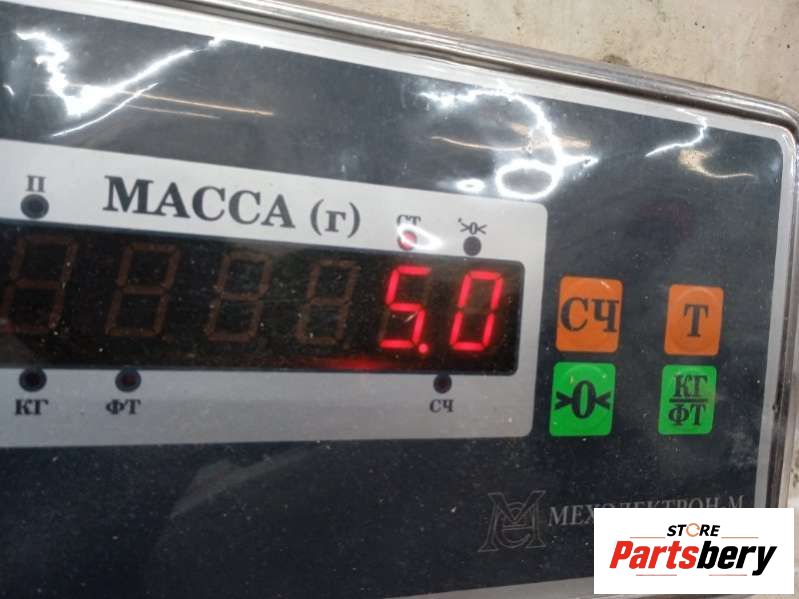 П
МАССА (г)
СТ
>0<
5.0
КГ
ФТ
СЧ
СЧ
Т
>0<
КГ
ФТ
МЕХЭЛЕКТРОН-М
STORE
Partsbery